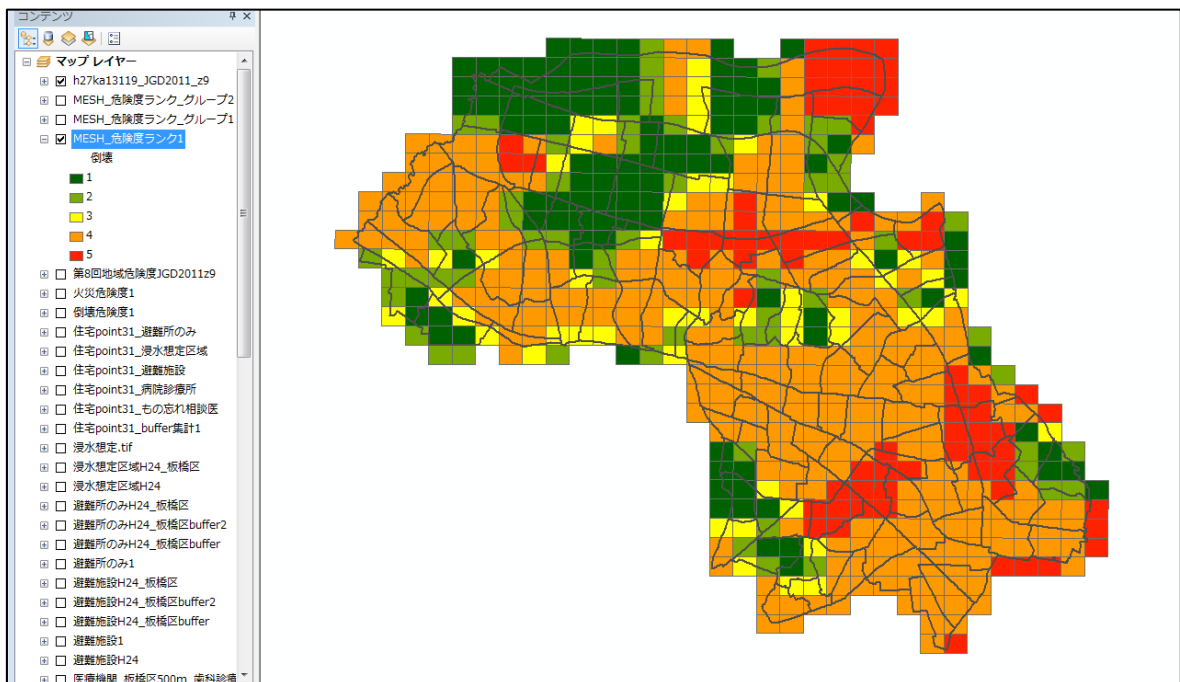 コンテンツ
マップ レイヤー
h27ka13119_JGD2011_z9
MESH_危険度ランク_グループ2
MESH_危険度ランク_グループ1
MESH_危険度ランク1
倒壊
1
2
3
4
5
第8回地域危険度JGD2011z9
火災危険度1
倒壊危険度1
住宅point31_避難所のみ
住宅point31_浸水想定区域
住宅point31_避難施設
住宅point31_病院診療所
住宅point31_もの忘れ相談医
住宅point31_buffer集計1
浸水想定.tif
浸水想定区域H24_板橋区
浸水想定区域H24
避難所のみH24_板橋区
避難所のみH24_板橋区buffer2
避難所のみH24_板橋区buffer
避難所のみ1
避難施設H24_板橋区
避難施設H24_板橋区buffer2
避難施設H24_板橋区buffer
避難施設1
避難施設H24
医療機関_板橋区500m_歯科診療